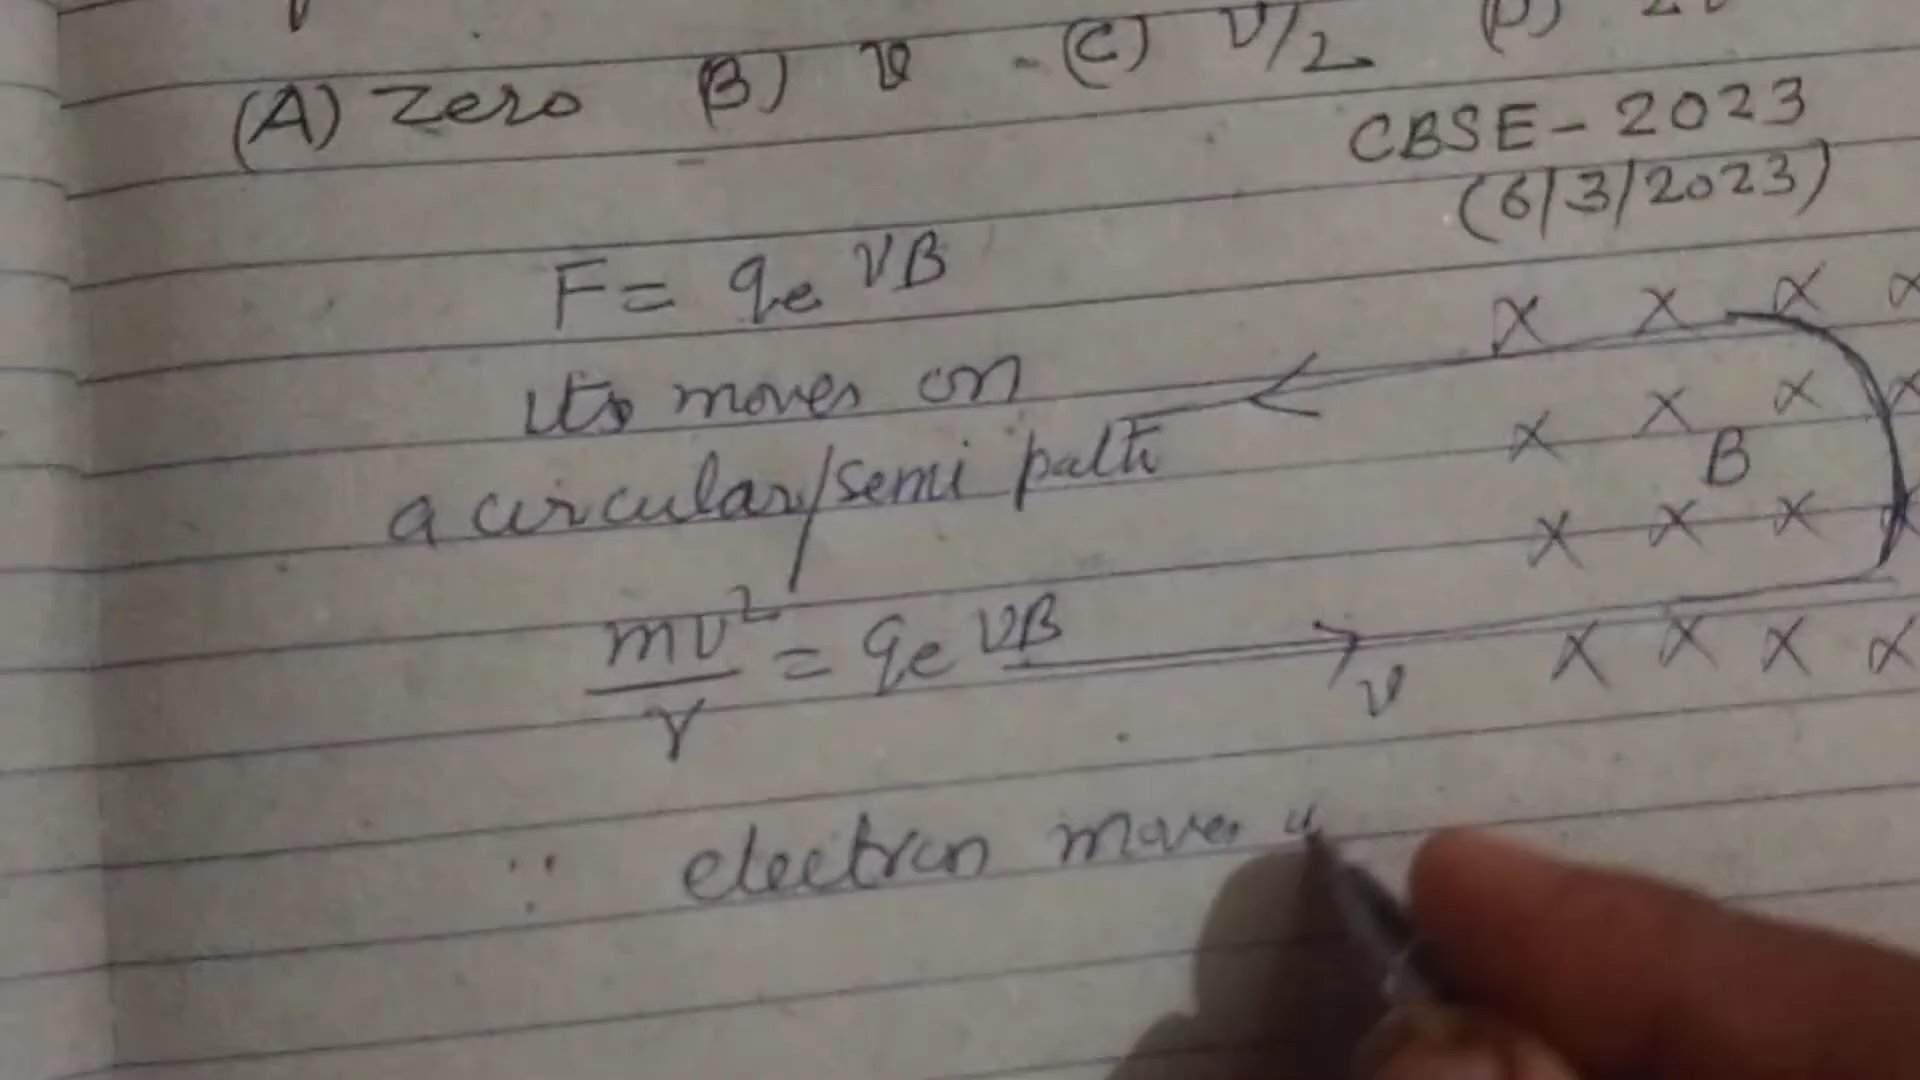 (A) Zero (B) v (C) v/2 (D)
CBSE - 2023
(6/3/2023)
F = qe VB
its moves on
a circular/semi path
mv²/r = qe VB
v
B
x x x x
x x x x
x x x x
x x x x
∵ electron moves